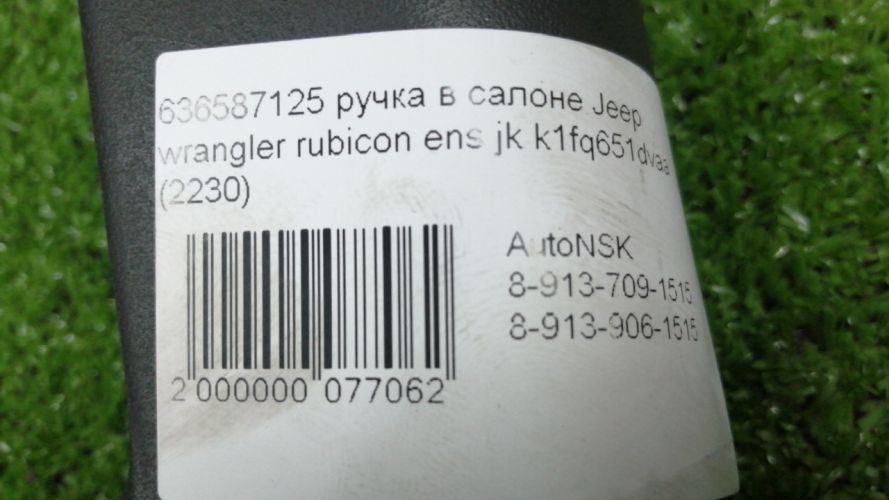 636587125 ручка в салоне Jeep
wrangler rubicon ens jk k1fq651dvaa
(2230)
AutoNSK
8-913-709-1515
8-913-906-1515
2 000000 077062